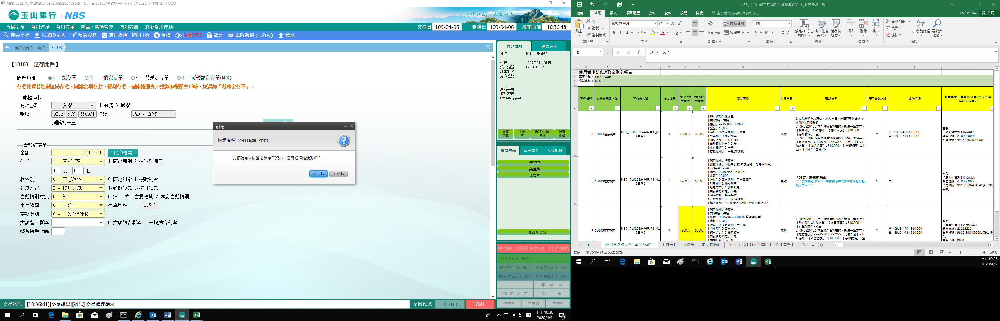 NBS-uat2 (版本:2020040302.b2020040302) 使用者:00126(測試櫃一丙) 分行別:9232 工作站:L9711A50
玉山銀行 | NBS
心清如玉 義重如山
自選交易 常用連結 常用表單 商品 / 活動管理 智能客服 消金常用連結
交易日 109-04-06 帳務日 109-04-06 現在時間 10:36:48
搜尋交易 帳號ID引入 預約服務 蒞行提醒 日誌 授權 廣播:251 鎖定 重啟週邊 (已啟動) 簽退
開戶/銷戶 開戶 10103
【10103 定存開戶】
開戶類別 1 - 綜存單 2 - 一般定存單 3 - 特殊定存單 4 - 可轉讓定存單(NCD)
存款性質若為郵匯局存款、同業定期存款、優利存款、國庫機關專戶或縣市機關專戶時，請選擇「特殊定存單」。
帳號資料
有/無摺 1 - 有摺 1-有摺 2-無摺
帳號 9232 979 650031 幣別 TWD - 臺幣
測試柯一三
臺幣綜存單
金額 10,000.00 代印傳票
存期 1 - 固定期別 1-固定期別 2-指定到期日
1 月 0 日
利率別 0 - 固定利率 0-固定利率 1-機動利率
領息方式 2 - 按月領息 1-到期領息 2-按月領息
自動轉期約定 0 - 無 0-無 1-本金自動轉期 2-本息自動轉期
定存種類 0 - 一般 存單利率 0.590
存款類別 0 - 一般(非優利)
大額選用利率 0-大額牌告利率 1-一般牌告利率
整合帳戶代碼
訊息
模組名稱: Message_Print
此帳號有未補登之綜存單資料，是否選擇繼續列印？
列 印 不列印
身分識別 產品往來
姓名 測試 馬麗絲
生日 1999年01月01日
統一編號 E299000037
理專姓名
身分註記
注意事項
簡訊密碼
近期事故異動
顧客資訊 手續費 通路/共同行銷 顧客影像
推薦商品 重要事件 互動記錄
無資料
無資料
無資料
一般轉介登錄
服務號碼： 0000 等候時間： 00分00秒
V I P:0人 00分
個人交易:0人 00分 企業交易:0人 00分
開戶/申請:0人 00分 外匯業務:0人 00分
再 呼 叫
預 約 叫 號 結 束
無資料 無資料 無資料
交易訊息 [10:36:41][交易訊息][訊息] 交易處理結束
交易代號 10103 執行
英
上午 10:36
2020/4/6
NBS_【10103定存開戶】測試案例V1.1_測資盤點 - Excel
檔案 常用 插入 版面配置 公式 資料 校閱 檢視 告訴我您想要執行的動作... TEST19214 共用
貼上 剪下 複製 複製格式 剪貼簿
微軟正黑體 12 B I U 字型
自動換列 跨欄置中 對齊方式
日期 $ % 數值
設定格式化的條件 格式化為表格 儲存格樣式 樣式
插入 刪除 格式 儲存格
自動加總 填滿 清除 排序與篩選 尋找與選取 編輯
U8 fx 2019/12/2
A B C D E F G H I J K L
1 使用者測試(UAT)案例＆報告
2 專案名稱： CBP03 存款
3 測試系統： NBS
4
5 案例編號 功能代號及名稱 工作表名稱 情境編號 系統代號(請隱藏) 功能編碼(請隱藏) 測試案例 交易結果 預期結果 是否有會計帳 會計分錄 前置準備(包含資料/外圍介接系統等)(與IT討論確認)
6
1 10103定存開戶 NBS_【10103定存開戶】_01【臺幣】 1 TS0077 10103
【開戶類別】綜存單
【有/無摺】有摺
【帳號】9915-968-000000
【金額】10,000
【存期】0-固定期別，一個月
【利率別】0-固定利率
【領息方式】2-按月領息
【自動轉期約定】0-無
【定存種類】0-一般
【存款類別】0-一般(非優利)
成功
1.放入定期存款憑條，放入存摺，存摺翻至綜合存款定(儲)存明細登錄
2.《NBS20401-存戶帳號資料查詢》新增一筆定存，【開戶別】=1-綜存單、【存單面額】=$10,000、【存單號碼】=空白
3.《NBS20402-存單歸戶資料查詢》新增一筆定存，【定存帳號】=9915-444-XXXXXX、【開戶別】=1-綜存單、【本金金額】=$10,000、【存單號碼】=空白，【利率】=固定利率
Y
借：9915-466 $10,000
貸：9915-444 $10,000
產製
【顧客性質別】0-自然人
顧客統編：A100000000
台幣帳號：9915-968-000000
8
3 10103定存開戶 NBS_【10103定存開戶】_01【臺幣】 3 TS0077 10103
【開戶類別】綜存單
【扣款來源】1-帳戶扣款(餘額足夠，可轉存綜存)
【有/無摺】有摺
【帳號】9915-968-434343
【金額】10,000
【存期】0-固定期別，二十四個月
【利率別】1-機動利率
【領息方式】1-到期領息
【自動轉期約定】0-無
【定存種類】整存整付
【存款類別】0-一般(非優利)
【轉入帳號】9915-968-434343(43公教存款)
失敗
「0957」歸帳帳號錯誤
N
無
產製
【顧客性質別】0-自然人
顧客統編：A100000000
台幣帳號：9915-968-434343(43公教存款)
4 10103定存開戶 NBS_【10103定存開戶】_01【臺幣】 4 TS0077 10103
【開戶類別】綜存單
【有/無摺】無摺
【帳號】9915-940-000001(整合性帳戶)
【金額】10,000
【存期】0-固定期別，十二個月
【利率別】0-固定利率
【領息方式】2-按月領息
【自動轉期約定】0-無
【定存種類】0-一般
成功
1.《NBS20401-存戶帳號資料查詢》新增一筆定存，【開戶別】=1-綜存單、【存單面額】=$10,000、【存單號碼】=空白
2.《NBS20402-存單歸戶資料查詢》新增一筆定存，【定存帳號】=9915-448-XXXXXX、【開戶別】=1-綜存單、【本金金額】=$10,000、【存單號碼】=空
Y
借：9915-440 $10,000
貸：9915-448 $10,000
產製
【顧客性質別】2-營利事業
顧客統編：22112211
台幣帳號：9915-940-000001(整合帳戶)
整合代碼：0001
使用者測試(UAT)案例＆報告 工作表1 互助表 本交易統計 NBS_【10103定存開戶】_01【臺幣】 NB ...
就緒 從 751中找出 56筆記錄 60%
上午 10:36
2020/4/6